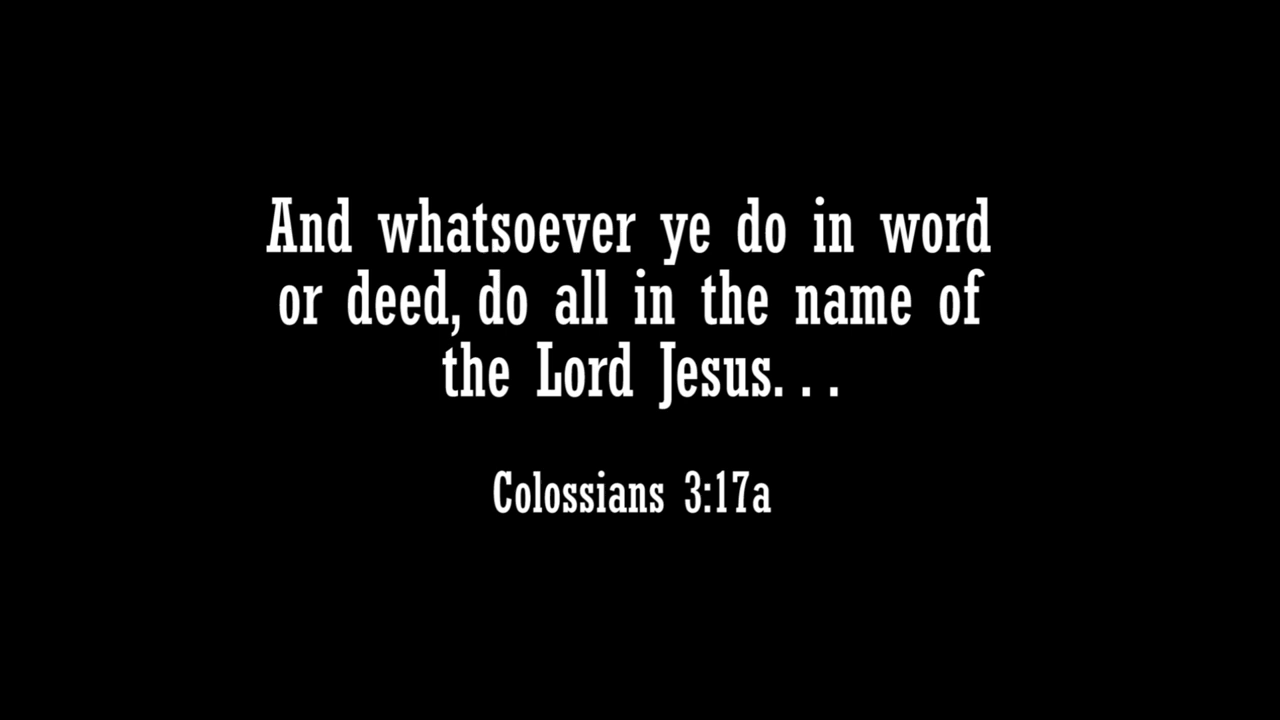 And whatsoever ye do in word
or deed, do all in the name of
the Lord Jesus. . .
Colossians 3:17a